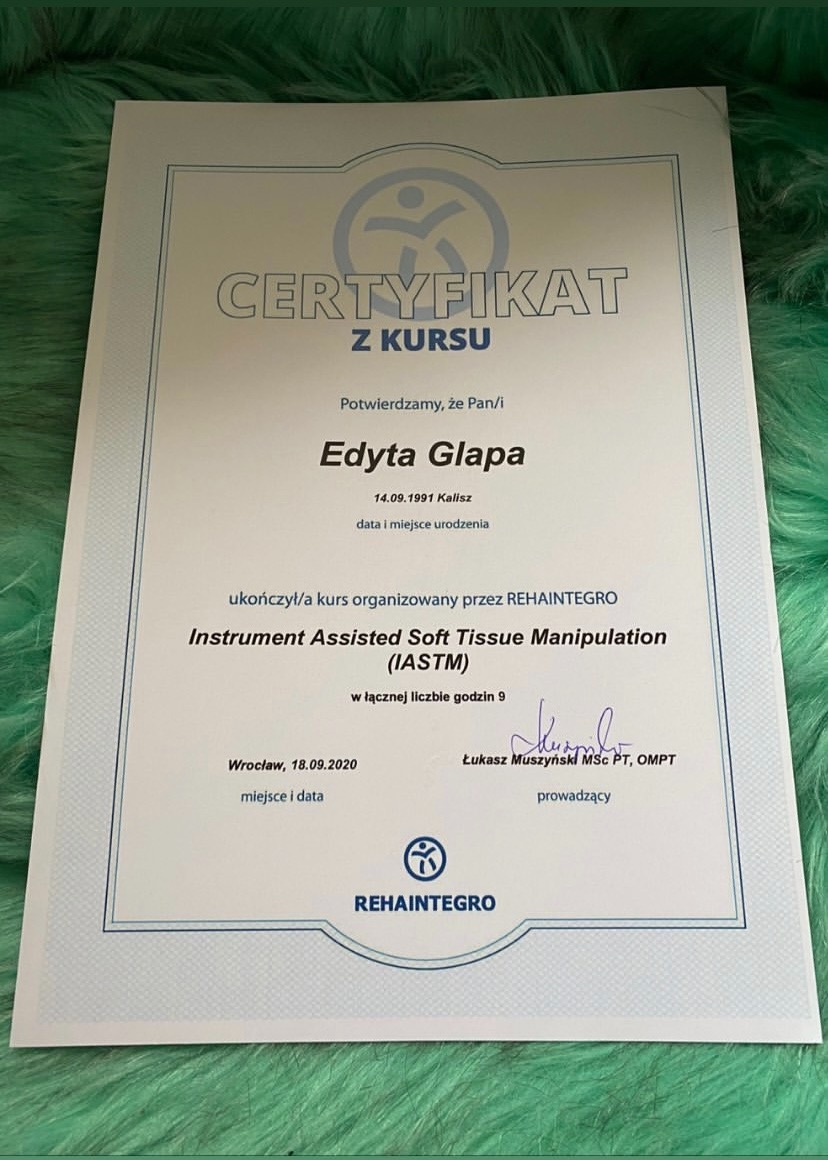 CERTYFIKAT
Z KURSU
Potwierdzamy, że Pan/i
Edyta Glapa
14.09.1991 Kalisz
data i miejsce urodzenia
ukończył/a kurs organizowany przez REHAINTEGRO
Instrument Assisted Soft Tissue Manipulation
(IASTM)
w łącznej liczbie godzin 9
Wrocław, 18.09.2020
miejsce i data
Łukasz Muszyński MSc PT, OMPT
prowadzący
REHAINTEGRO